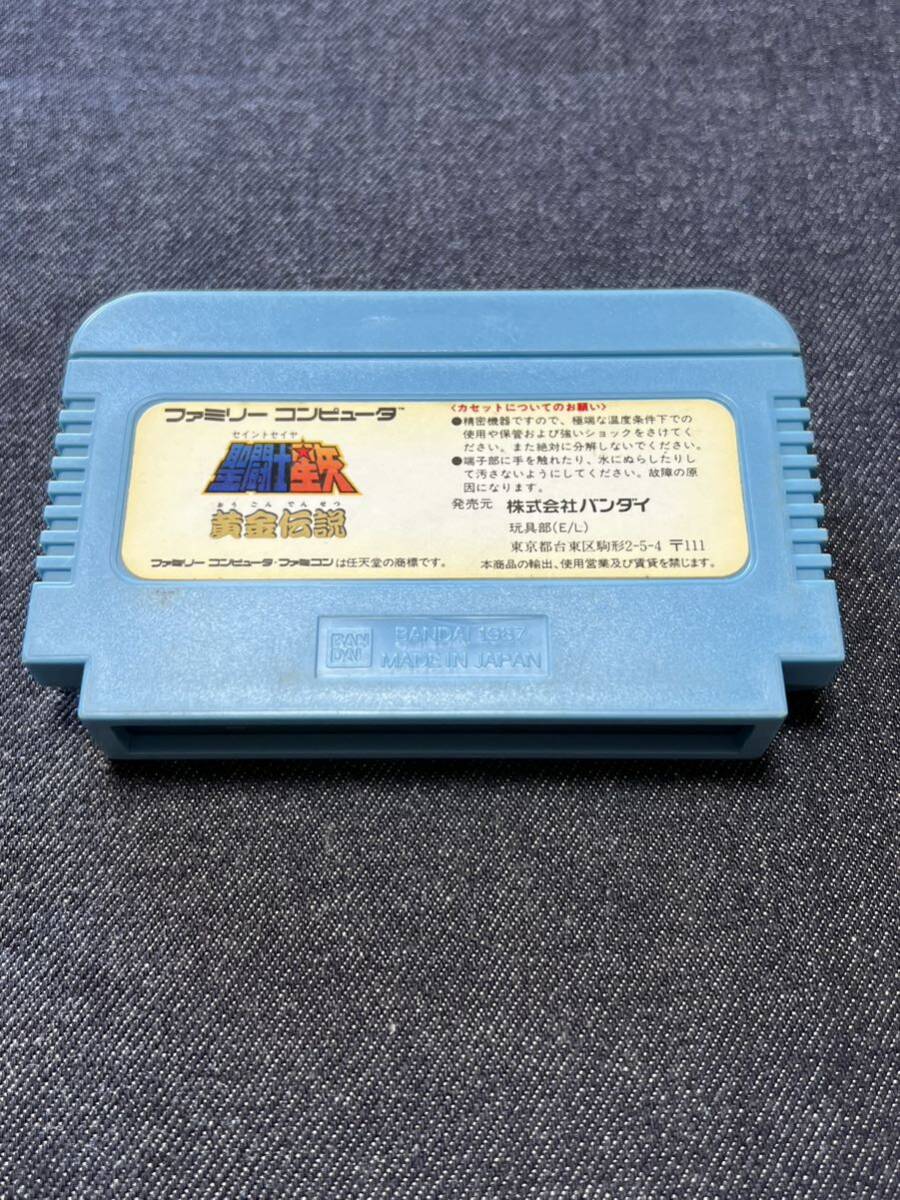 ファミリー コンピュータ™
セイントセイヤ
聖闘士星矢
おうごんでんせつ
黄金伝説
ファミリー コンピュータ・ファミコンは任天堂の商標です。
〈カセットについてのお願い〉
●精密機器ですので、極端な温度条件下での
使用や保管および強いショックをさけてく
ださい。また絶対に分解しないでください。
●端子部に手を触れたり、水にぬらしたりし
て汚さないようにしてください。故障の原
因になります。
発売元 株式会社バンダイ
玩具部(E/L)
東京都台東区駒形2-5-4 〒111
本商品の輸出、使用営業及び賃貸を禁じます。
BAN
DAI
BANDAI 1987
MADE IN JAPAN